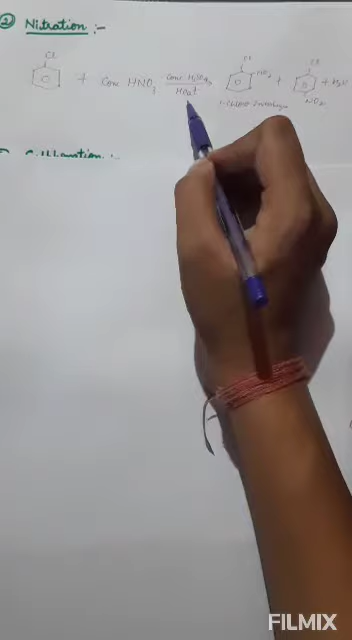 ② Nitration :-
Cl Cl Cl
+ Conc HNO3 Conc. H2SO4 NO2 + + H2O
Heat
NO2
FILMIX